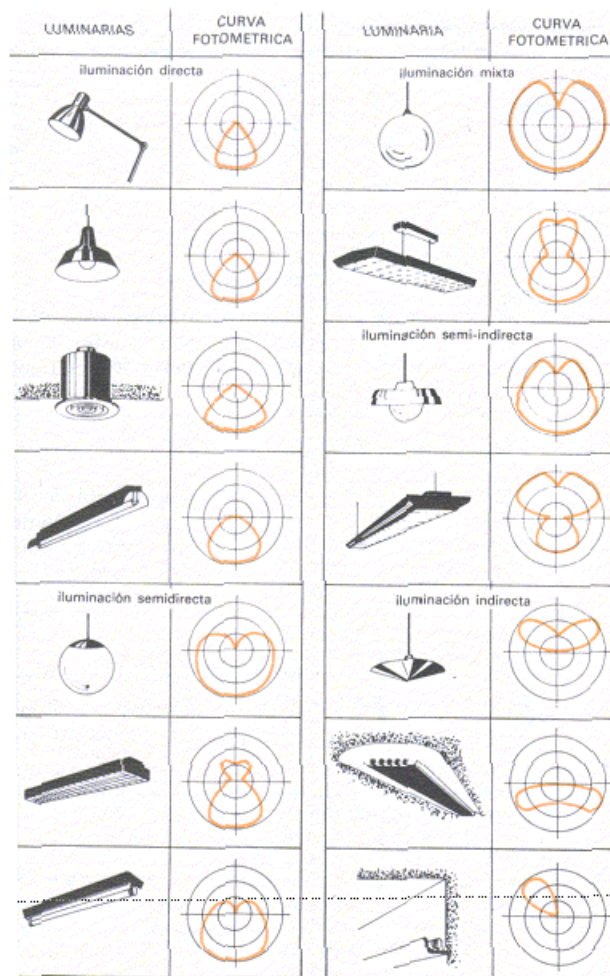 LUMINARIAS
CURVA
FOTOMETRICA
LUMINARIA
CURVA
FOTOMETRICA
iluminación directa
iluminación mixta
iluminación semi-indirecta
iluminación semidirecta
iluminación indirecta